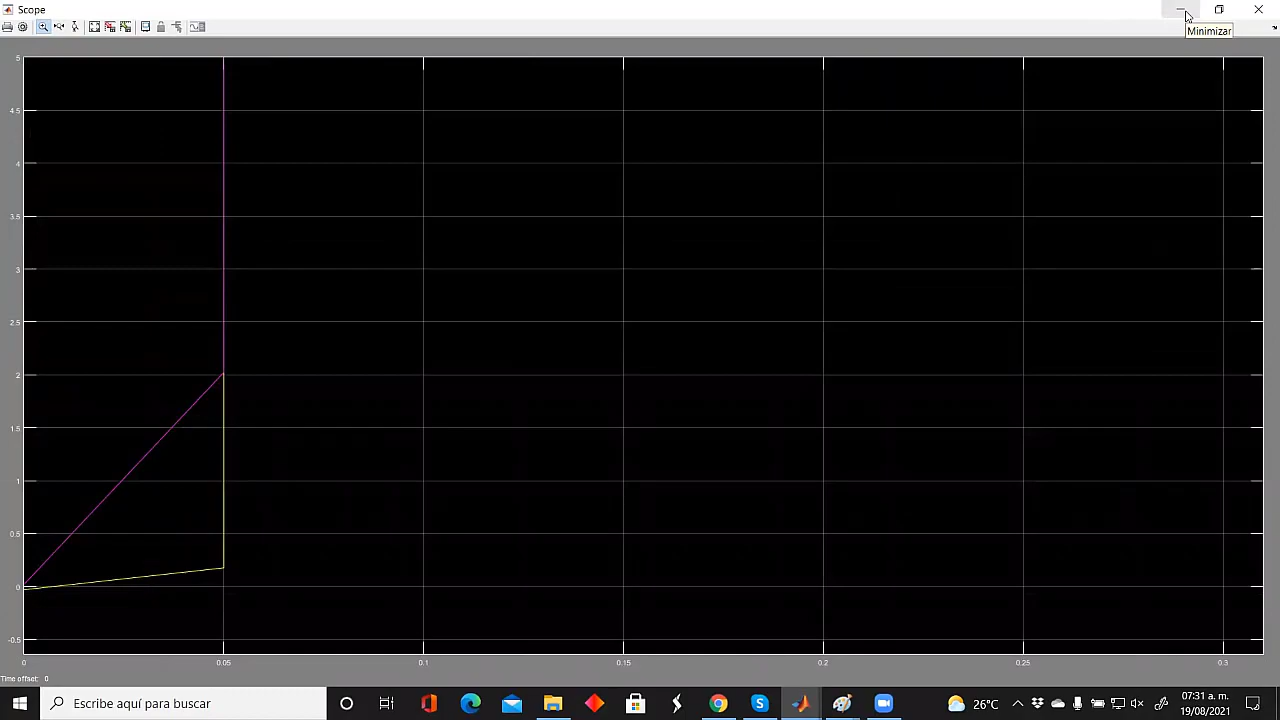 Scope
Minimizar
5
4.5
4
3.5
3
2.5
2
1.5
1
0.5
0
-0.5
0 0.05 0.1 0.15 0.2 0.25 0.3
Time offset: 0
Escribe aquí para buscar
26°C
07:31 a. m.
19/08/2021